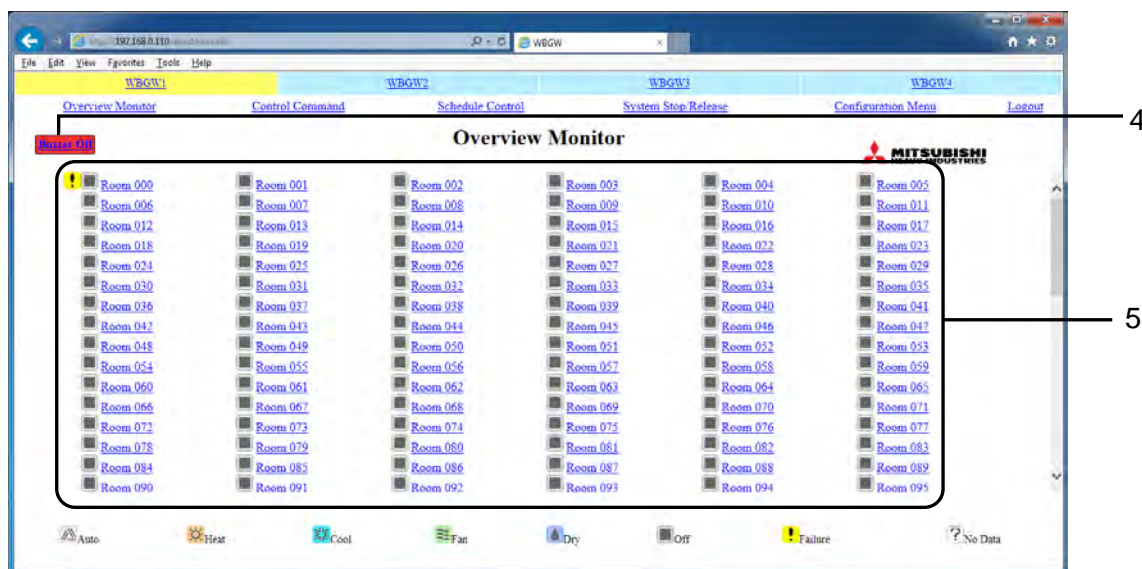 192.168.0.110
WBGW
File Edit View Favorites Tools Help
WBGW1 WBGW2 WBGW3 WBGW4
Overview Monitor Control Command Schedule Control System Stop/Release Configuration Menu Logout
4
Buzzer Off Overview Monitor MITSUBISHI
HEAVY INDUSTRIES
Room 000 Room 001 Room 002 Room 003 Room 004 Room 005
Room 006 Room 007 Room 008 Room 009 Room 010 Room 011
Room 012 Room 013 Room 014 Room 015 Room 016 Room 017
Room 018 Room 019 Room 020 Room 021 Room 022 Room 023
Room 024 Room 025 Room 026 Room 027 Room 028 Room 029
Room 030 Room 031 Room 032 Room 033 Room 034 Room 035
Room 036 Room 037 Room 038 Room 039 Room 040 Room 041
Room 042 Room 043 Room 044 Room 045 Room 046 Room 047
5
Room 048 Room 049 Room 050 Room 051 Room 052 Room 053
Room 054 Room 055 Room 056 Room 057 Room 058 Room 059
Room 060 Room 061 Room 062 Room 063 Room 064 Room 065
Room 066 Room 067 Room 068 Room 069 Room 070 Room 071
Room 072 Room 073 Room 074 Room 075 Room 076 Room 077
Room 078 Room 079 Room 080 Room 081 Room 082 Room 083
Room 084 Room 085 Room 086 Room 087 Room 088 Room 089
Room 090 Room 091 Room 092 Room 093 Room 094 Room 095
Auto Heat Cool Fan Dry Off Failure No Data